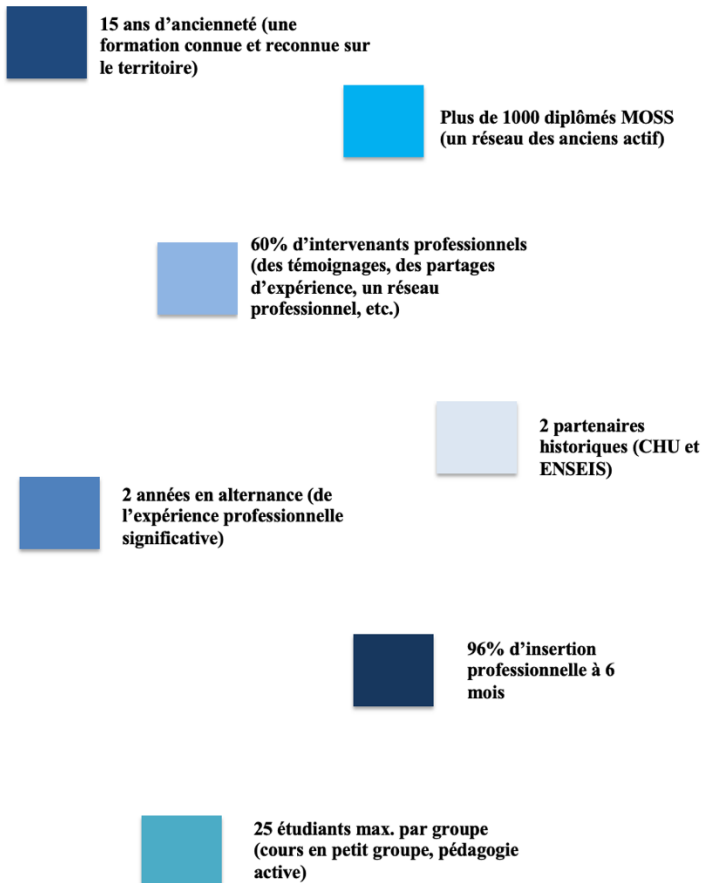 15 ans d’ancienneté (une
formation connue et reconnue sur
le territoire)
Plus de 1000 diplômés MOSS
(un réseau des anciens actif)
60% d’intervenants professionnels
(des témoignages, des partages
d’expérience, un réseau
professionnel, etc.)
2 partenaires
historiques (CHU et
ENSEIS)
2 années en alternance (de
l’expérience professionnelle
significative)
96% d’insertion
professionnelle à 6
mois
25 étudiants max. par groupe
(cours en petit groupe, pédagogie
active)